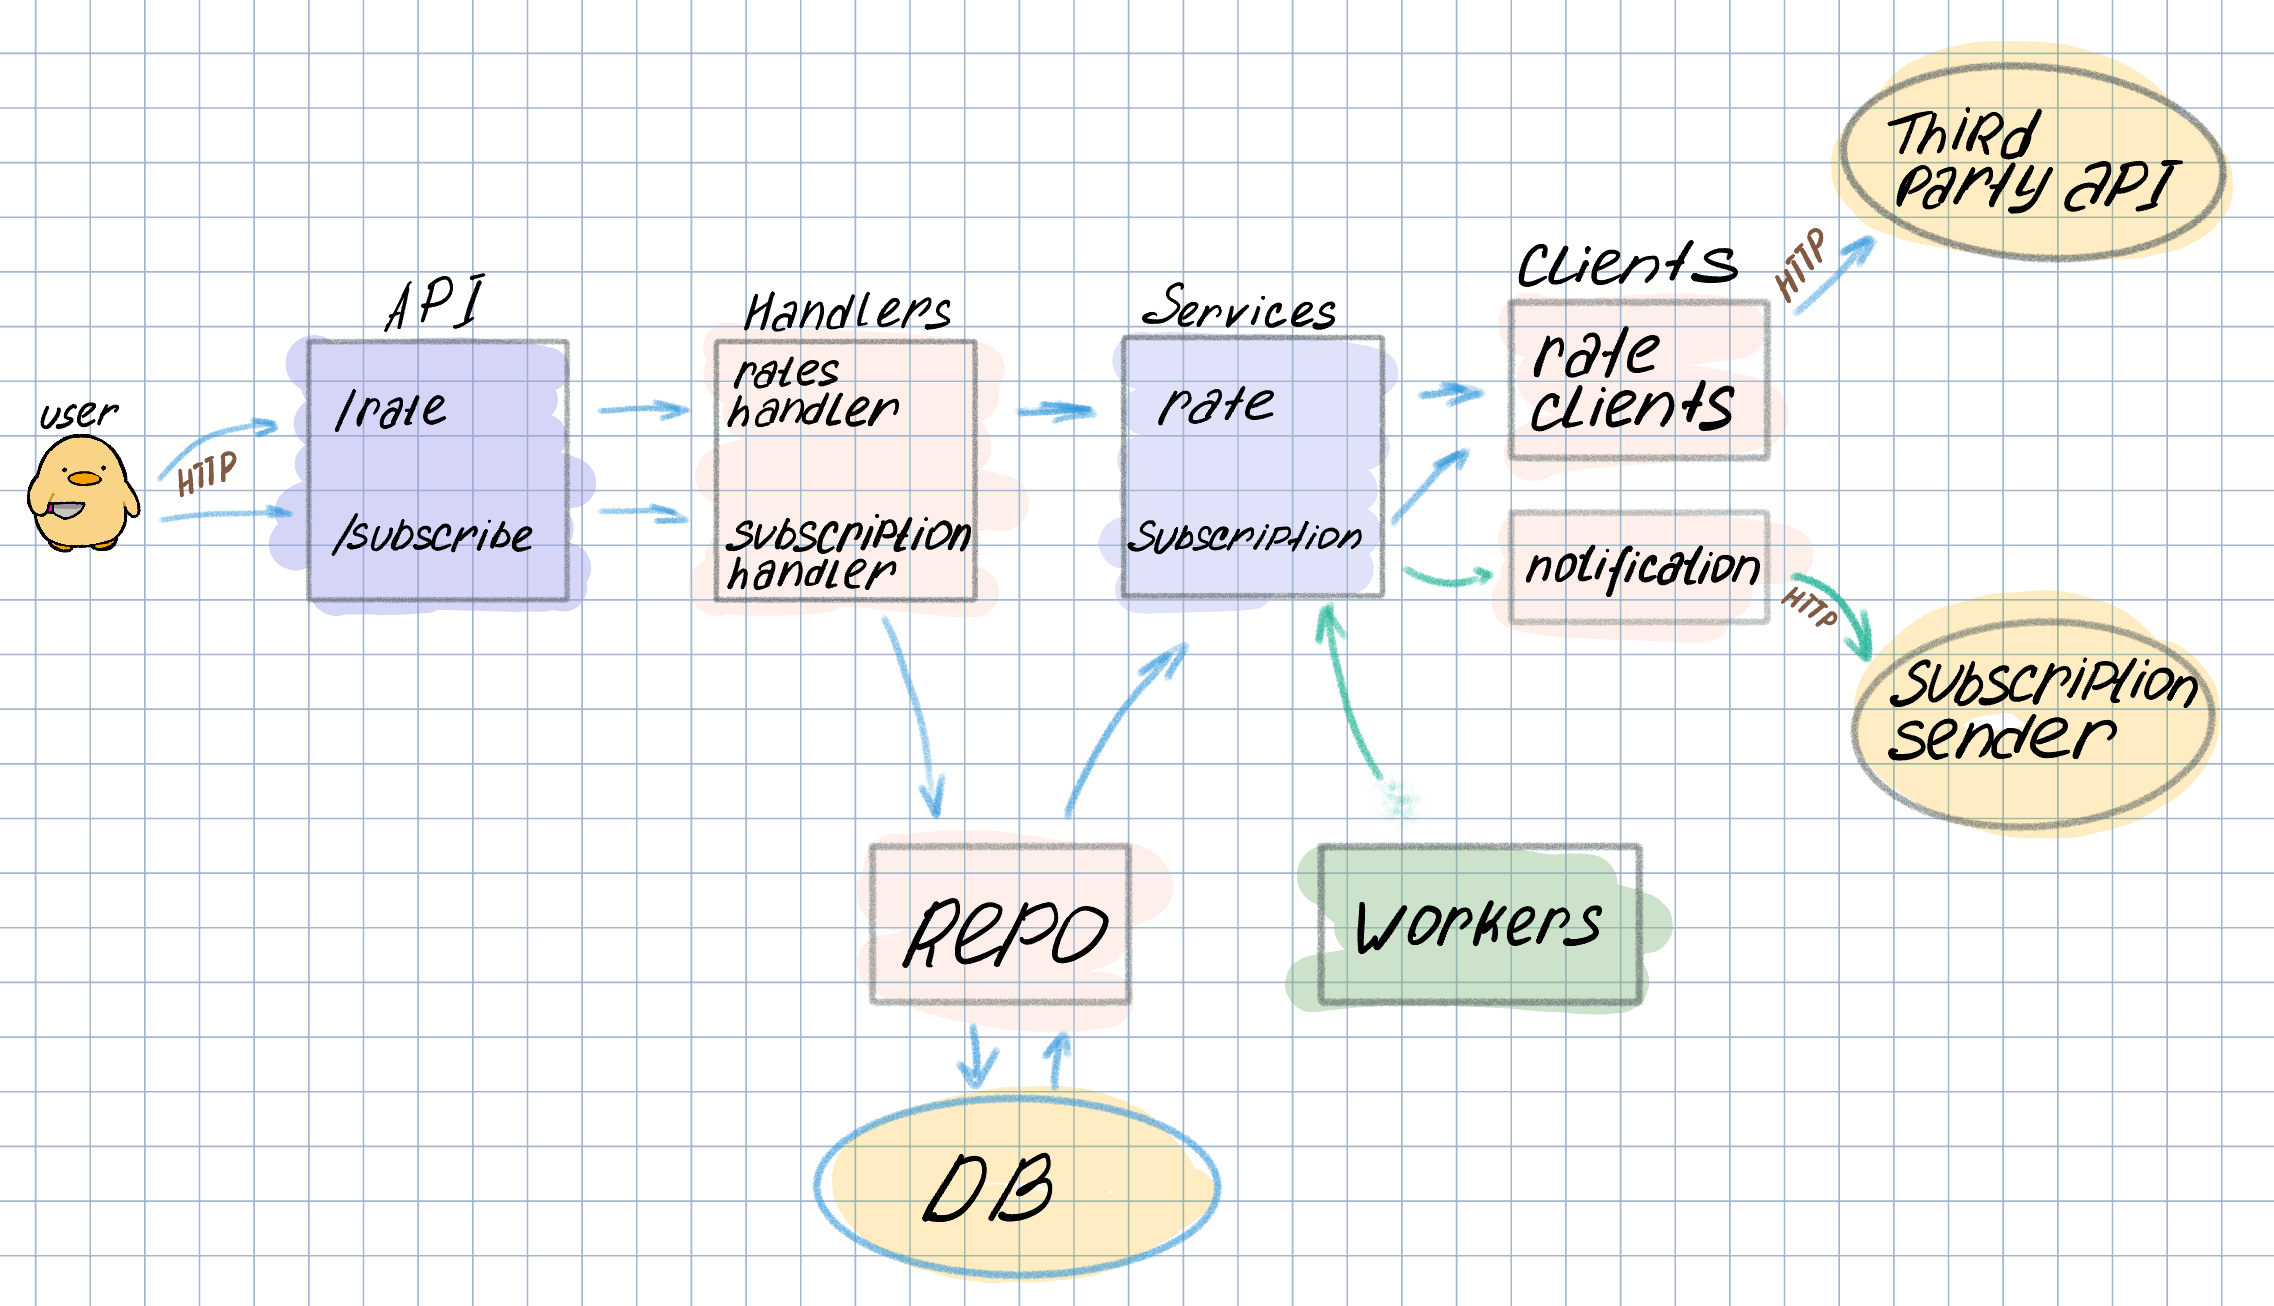 user
HTTP
API
/rate
/subscribe
Handlers
rates
handler
subscription
handler
Services
rate
Subscription
Clients
rate
clients
notification
HTTP
Third
Party API
HTTP
Subscription
sender
Repo
Workers
DB